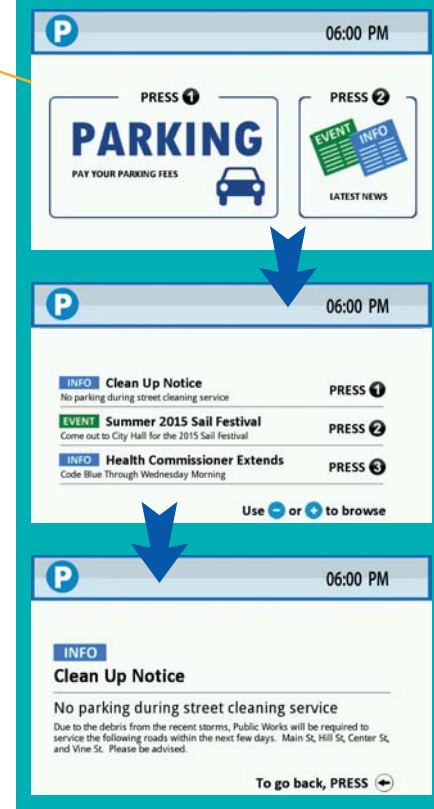 P 06:00 PM
PRESS 1 PRESS 2
PARKING
PAY YOUR PARKING FEES
EVENT INFO
LATEST NEWS
P 06:00 PM
INFO Clean Up Notice
No parking during street cleaning service PRESS 1
EVENT Summer 2015 Sail Festival
Come out to City Hall for the 2015 Sail Festival PRESS 2
INFO Health Commissioner Extends
Code Blue Through Wednesday Morning PRESS 3
Use - or + to browse
P 06:00 PM
INFO
Clean Up Notice
No parking during street cleaning service
Due to the debris from the recent storms, Public Works will be required to
service the following roads within the next few days. Main St, Hill St, Center St,
and Vine St. Please be advised.
To go back, PRESS ←